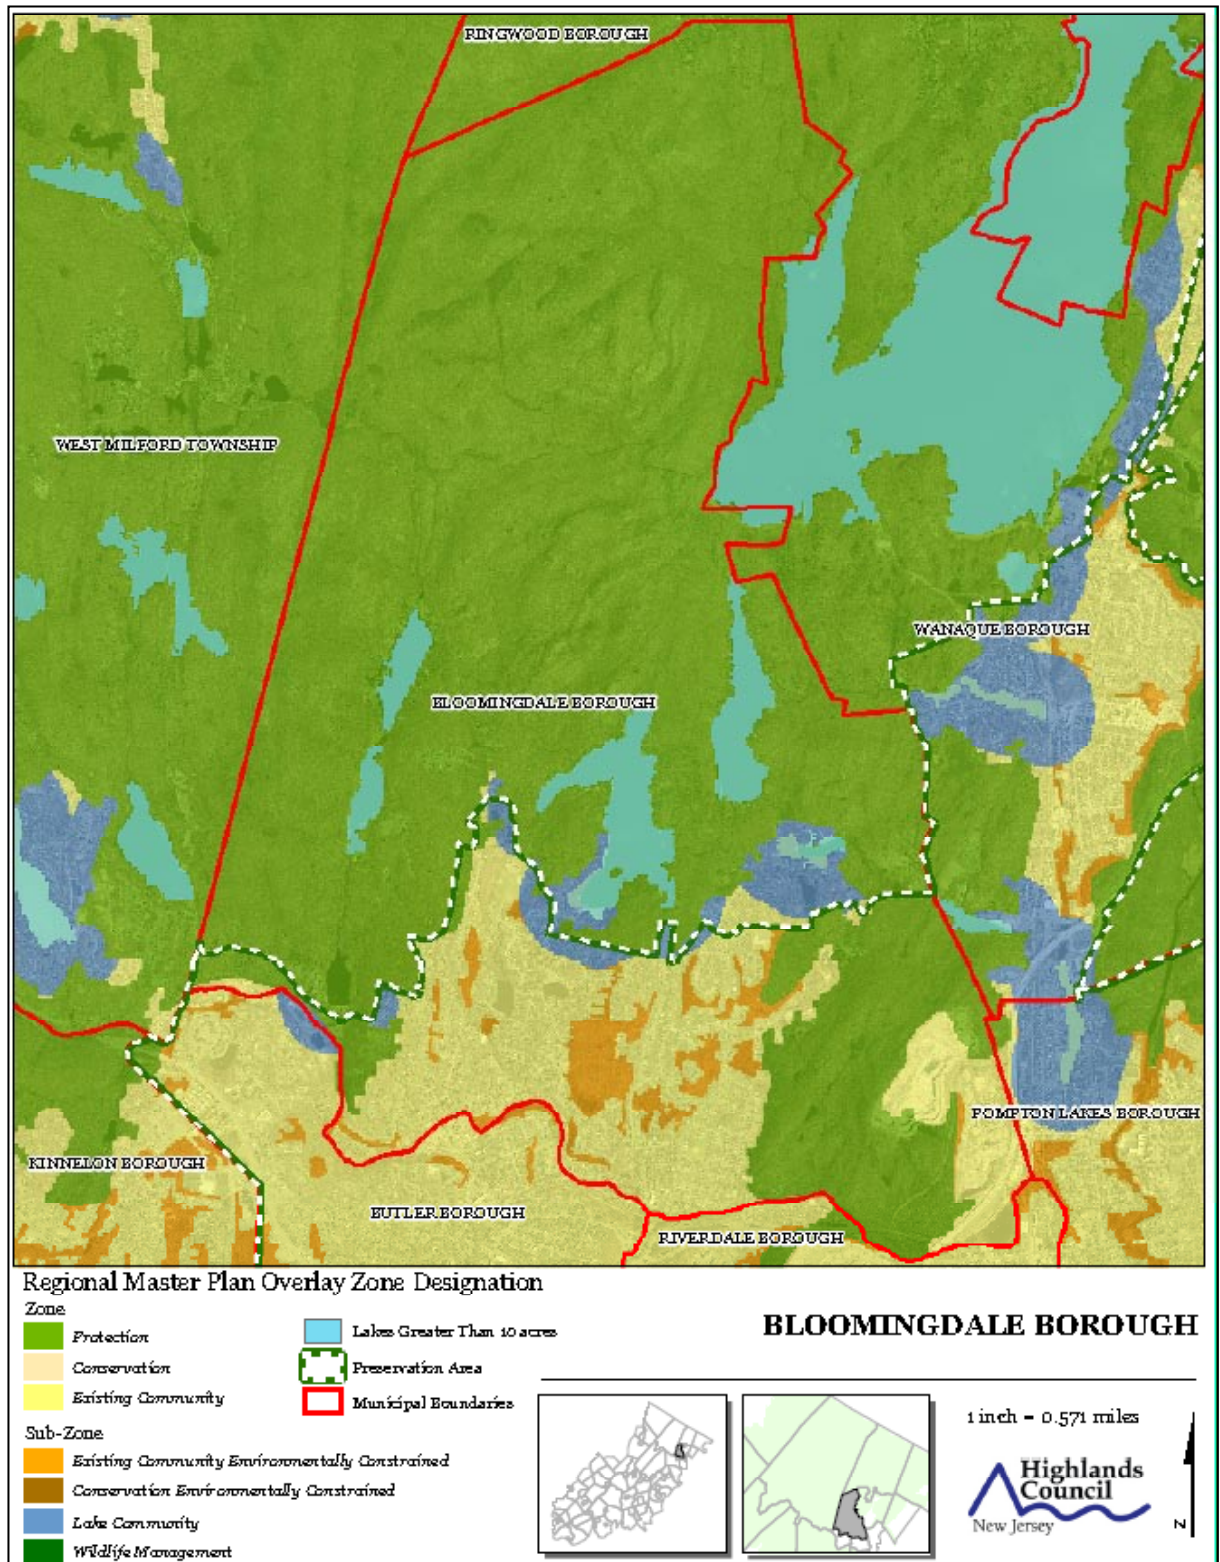 RINGWOOD BOROUGH
WEST MILFORD TOWNSHIP
WANAQUE BOROUGH
BLOOMINGDALE BOROUGH
POMPTON LAKES BOROUGH
KINNELON BOROUGH
BUTLER BOROUGH
RIVERDALE BOROUGH
Regional Master Plan Overlay Zone Designation
Zone
Protection
Conservation
Existing Community
Lakes Greater Than 10 acres
Preservation Area
Municipal Boundaries
Sub-Zone
Existing Community Environmentally Constrained
Conservation Environmentally Constrained
Lake Community
Wildlife Management
BLOOMINGDALE BOROUGH
1 inch = 0.571 miles
Highlands
Council
New Jersey
N